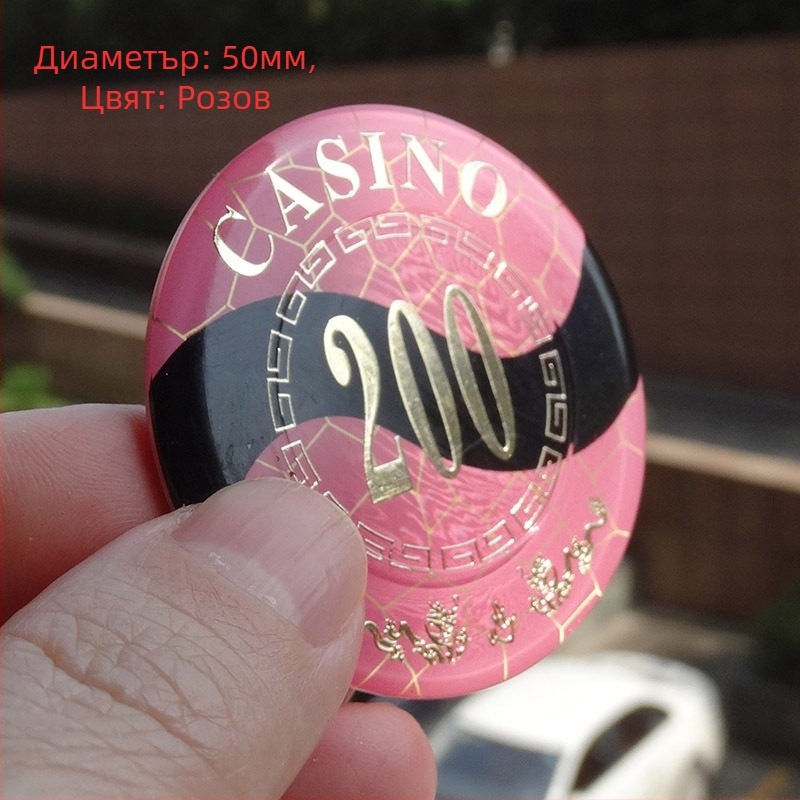 Диаметър: 50мм,
Цвят: Розов
CASINO
200